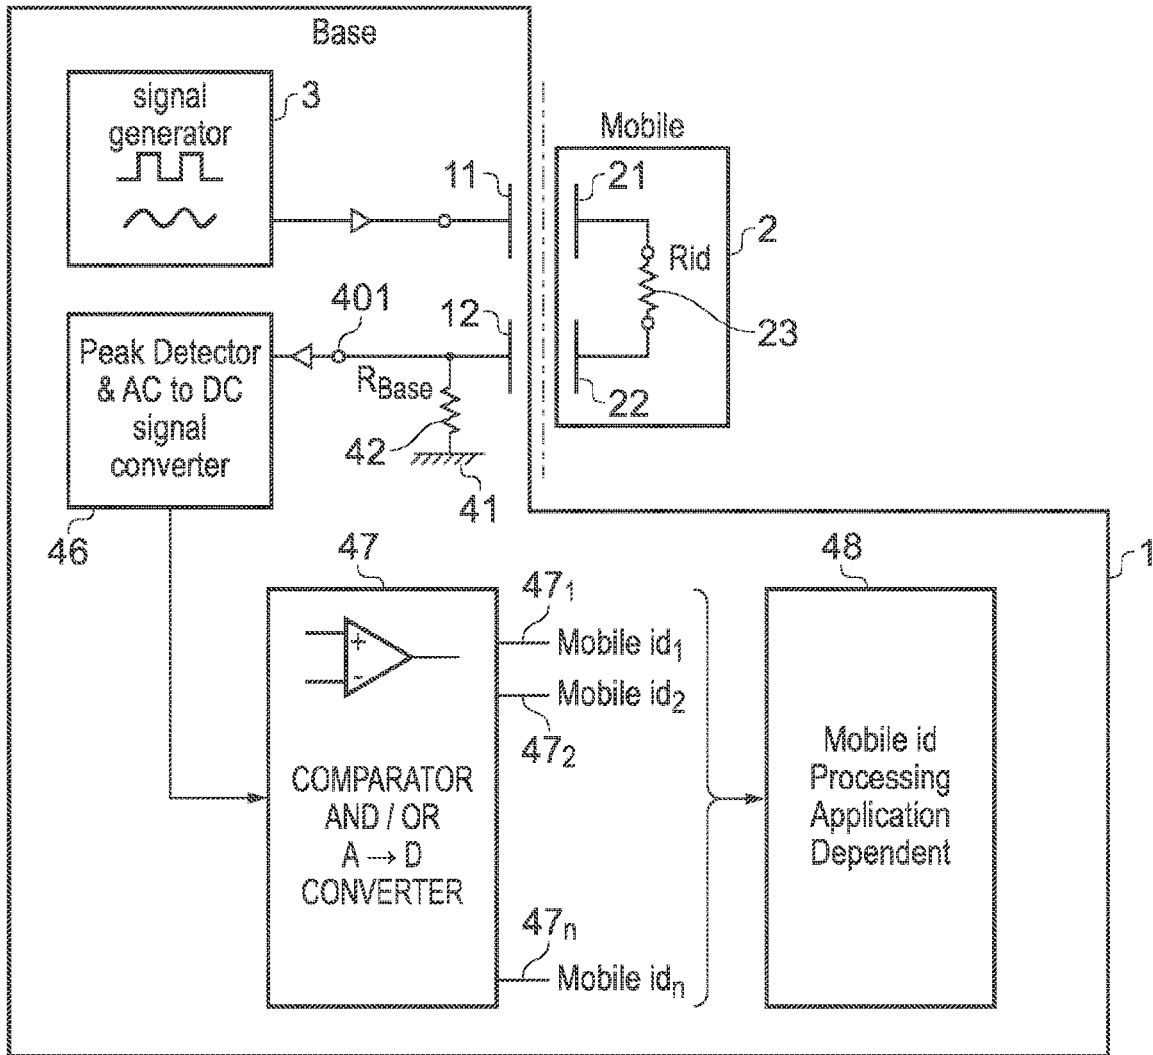 Base
signal
generator
3
Mobile
11
21
2
Rid
23
401
12
22
Peak Detector
& AC to DC
signal
converter
R_Base
42
41
46
47
48
1
47₁
Mobile id₁
Mobile id₂
47₂
+
-
COMPARATOR
AND / OR
A → D
CONVERTER
47ₙ
Mobile idₙ
Mobile id
Processing
Application
Dependent